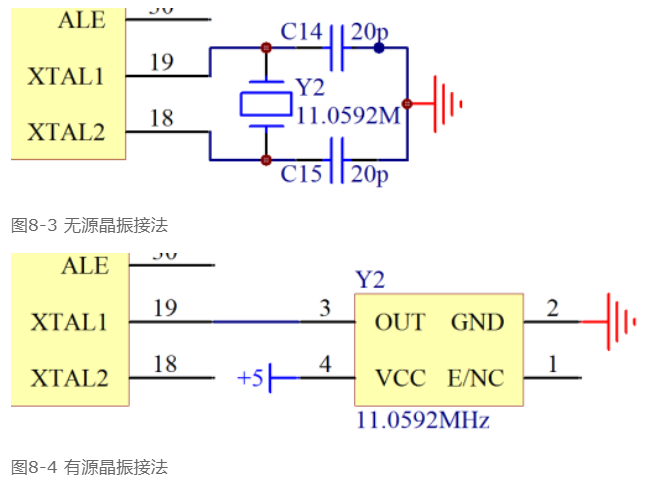 ALE
XTAL1 19
XTAL2 18
C14 20p
Y2
11.0592M
C15 20p
图8-3 无源晶振接法
ALE
XTAL1 19
XTAL2 18
+5
Y2
3 OUT GND 2
4 VCC E/NC 1
11.0592MHz
图8-4 有源晶振接法